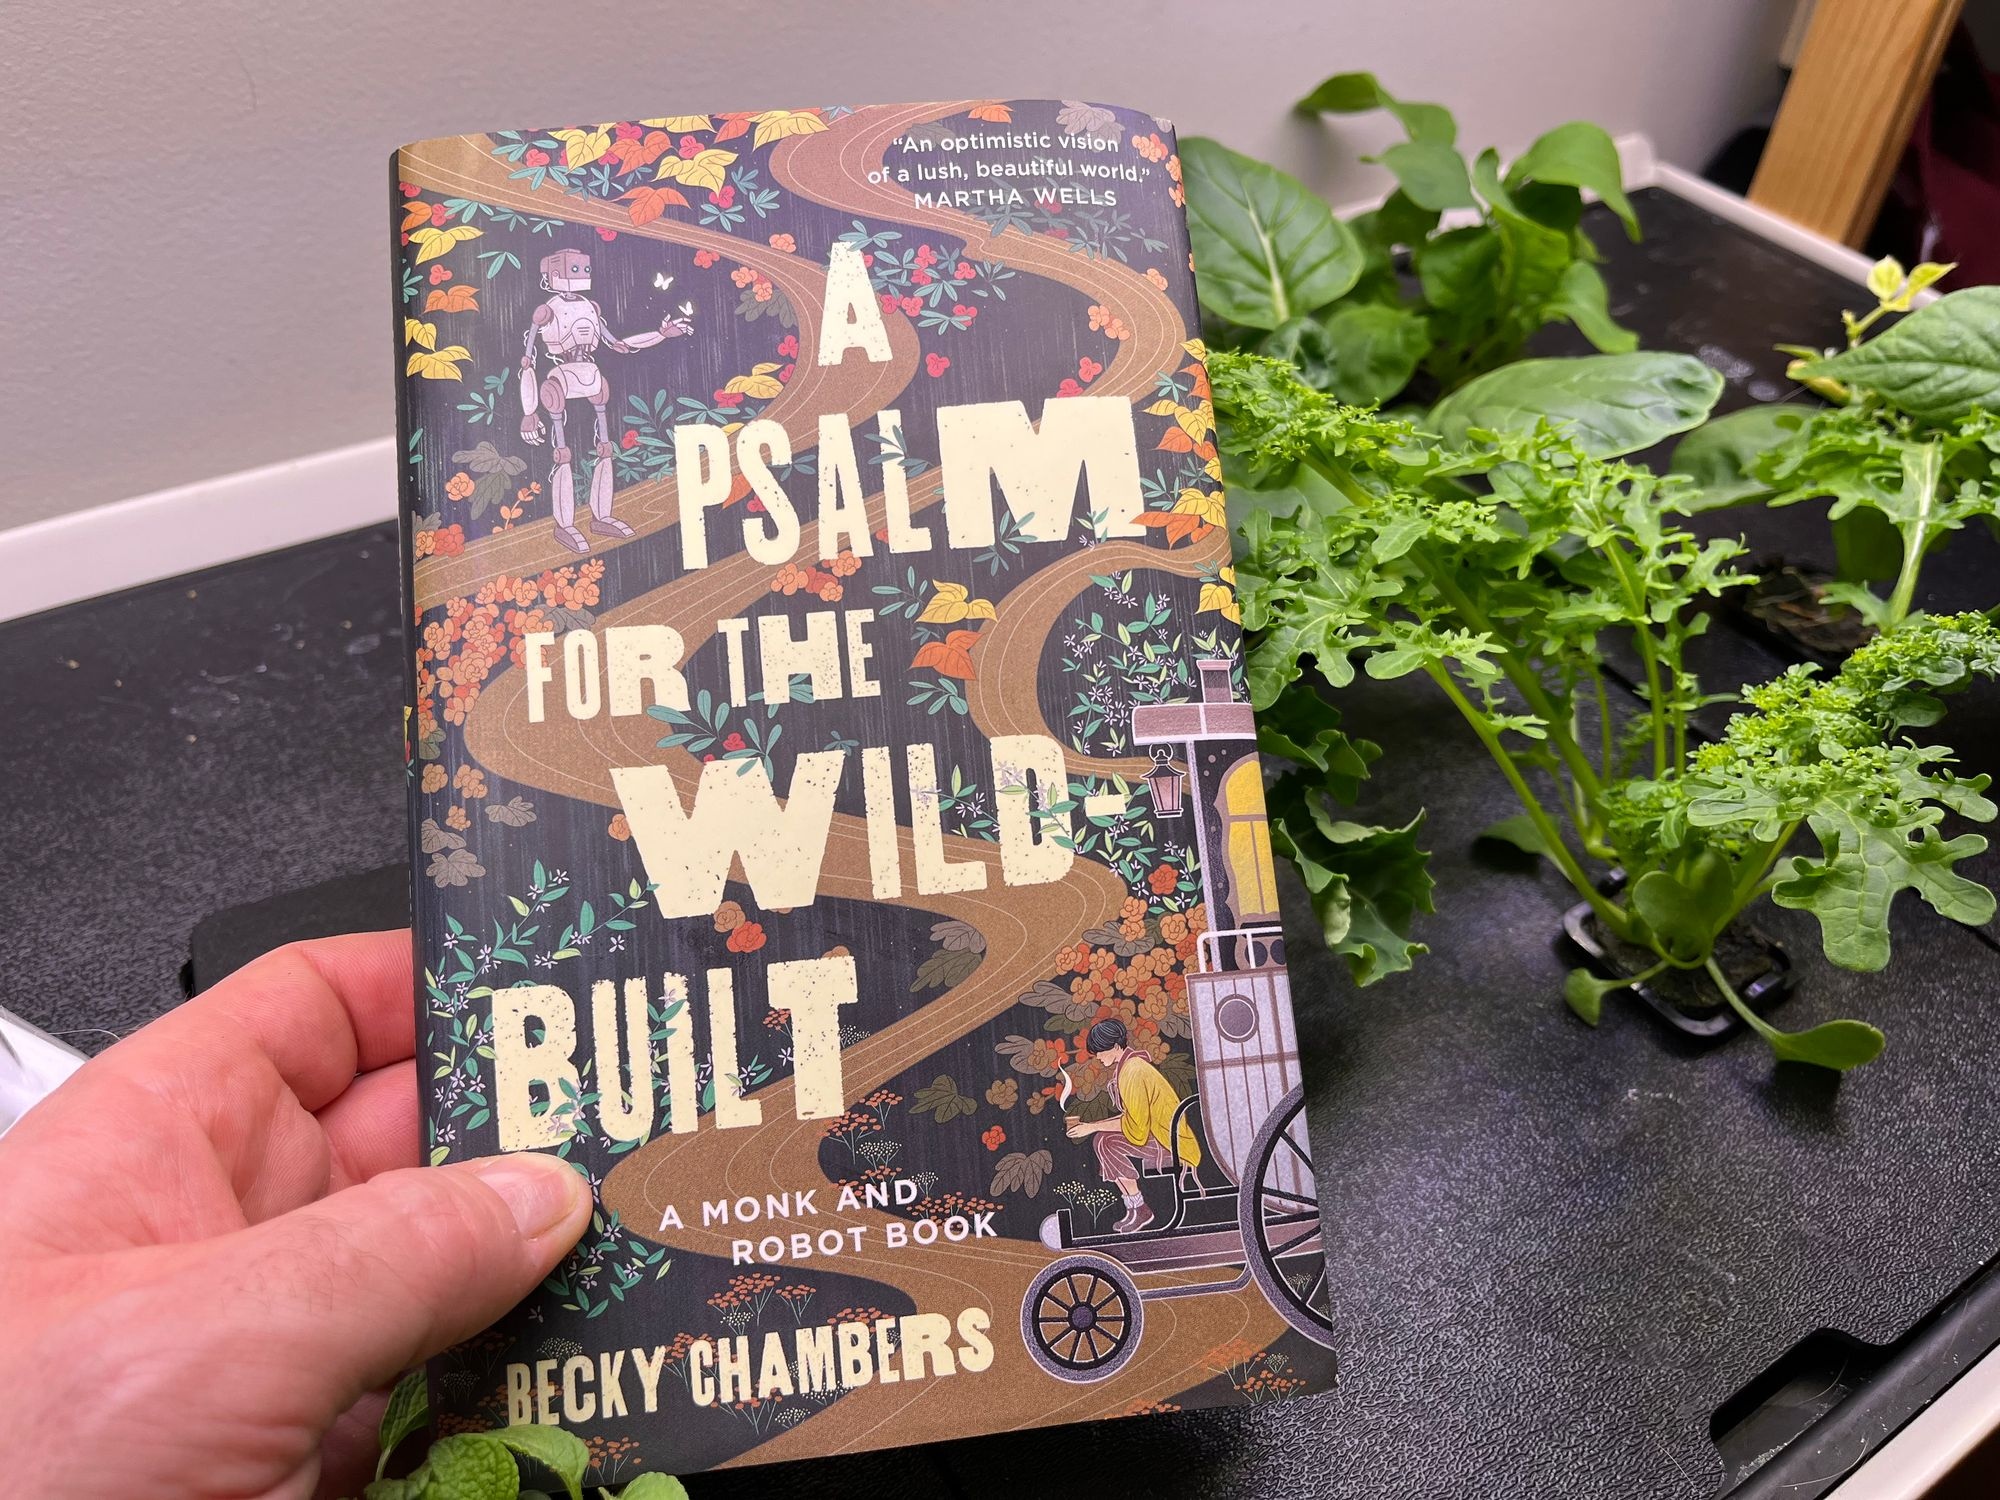 “An optimistic vision
of a lush, beautiful world.”
MARTHA WELLS
A
PSALM
FOR THE
WILD-
BUILT
A MONK AND
ROBOT BOOK
BECKY CHAMBERS